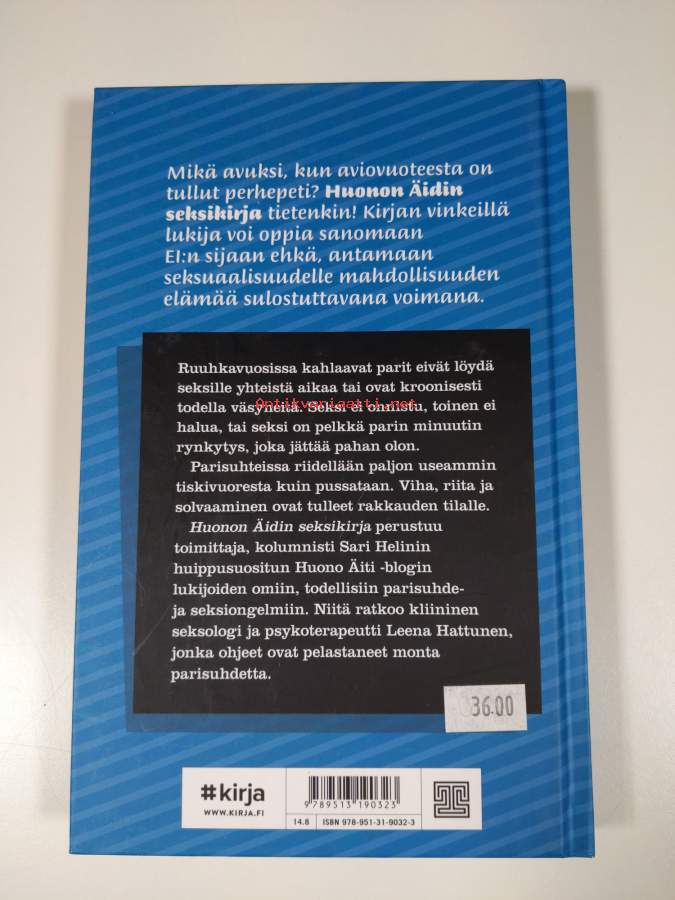 Mikä avuksi, kun aviovuoteesta on
tullut perhepeti? Huonon Äidin
seksikirja tietenkin! Kirjan vinkeillä
lukija voi oppia sanomaan
EI:n sijaan ehkä, antamaan
seksuaalisuudelle mahdollisuuden
elämää sulostuttavana voimana.
Ruuhkavuosissa kahlaavat parit eivät löydä
seksille yhteistä aikaa tai ovat kroonisesti
Antikvariaatti.net
todella väsyneitä. Seksi ei onnistu, toinen ei
halua, tai seksi on pelkkä parin minuutin
rynkytys, joka jättää pahan olon.
Parisuhteissa riidellään paljon useammin
tiskivuoresta kuin pussataan. Viha, riita ja
solvaaminen ovat tulleet rakkauden tilalle.
Huonon Äidin seksikirja perustuu
toimittaja, kolumnisti Sari Helinin
huippusuositun Huono Äiti -blogin
lukijoiden omiin, todellisiin parisuhde-
ja seksiongelmiin. Niitä ratkoo kliininen
seksologi ja psykoterapeutti Leena Hattunen,
jonka ohjeet ovat pelastaneet monta
parisuhdetta.
36.00
#kirja
WWW.KIRJA.FI
9 789513 190323
14.8 ISBN 978-951-31-9032-3